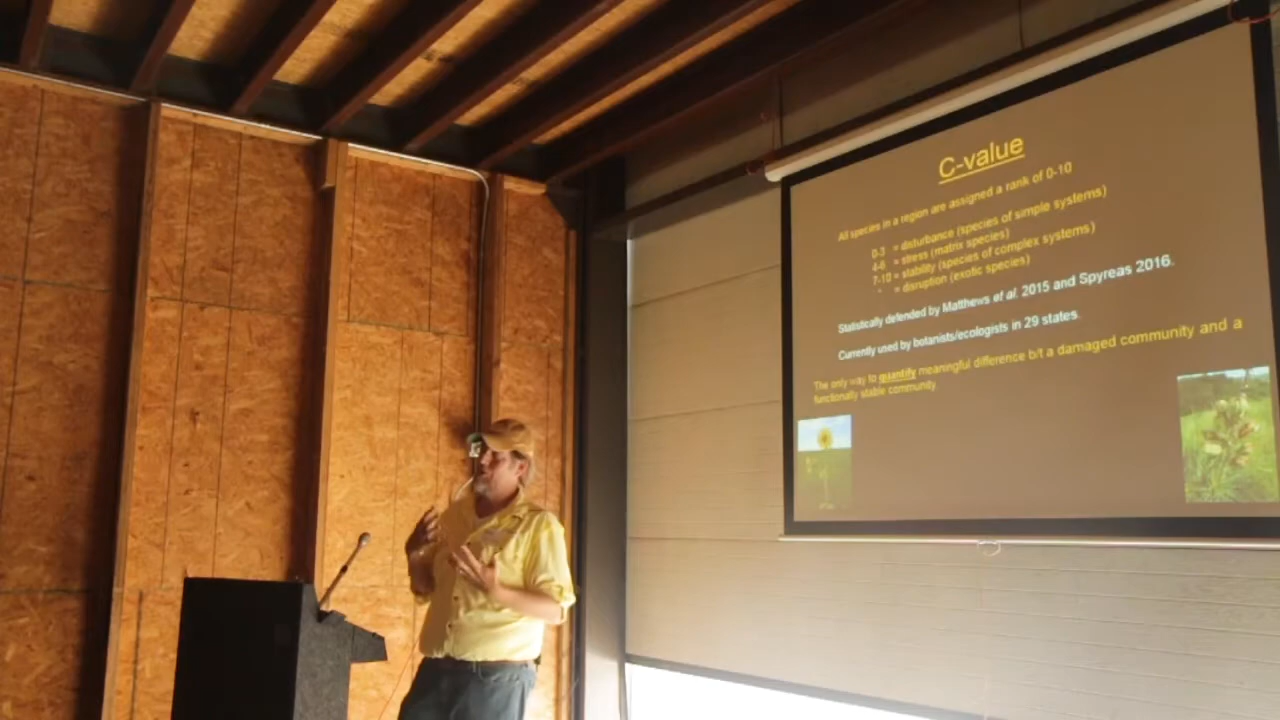 C-value
All species in a region are assigned a rank of 0-10
0-3 = disturbance (species of simple systems)
4-6 = stress (matrix species)
7-10 = stability (species of complex systems)
* = disruption (exotic species)
Statistically defended by Matthews et al. 2015 and Spyreas 2016.
Currently used by botanists/ecologists in 29 states.
The only way to quantify meaningful difference b/t a damaged community and a
functionally stable community.